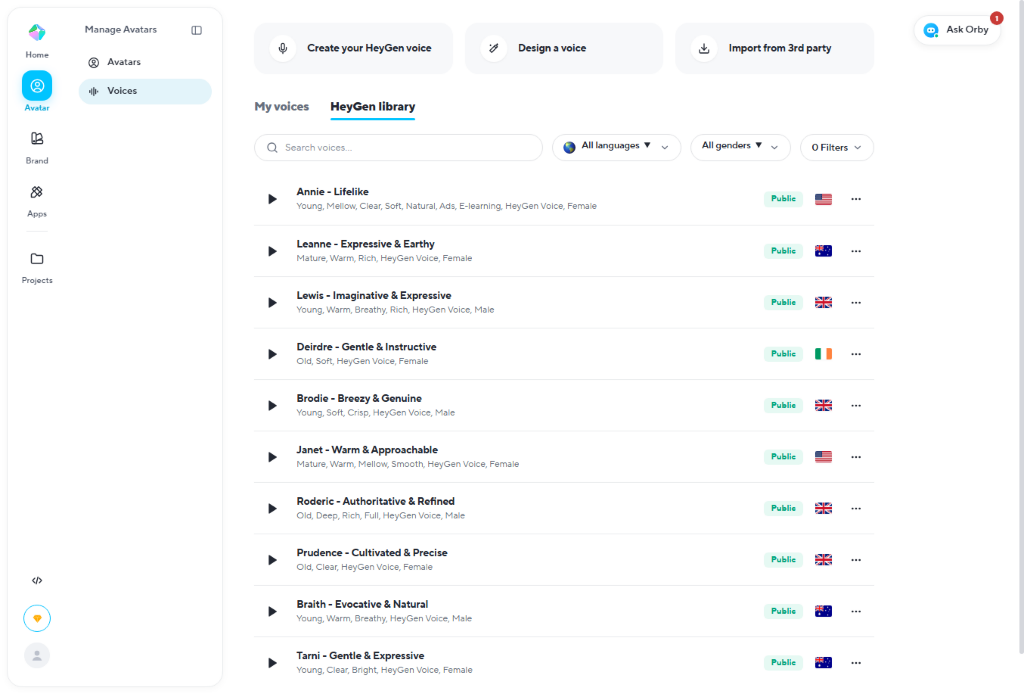 Home
Avatar
Brand
Apps
Projects
Manage Avatars
Avatars
Voices
Create your HeyGen voice
Design a voice
Import from 3rd party
Ask Orby
1
My voices
HeyGen library
Search voices...
All languages ▼
All genders ▼
0 Filters
Annie - Lifelike
Young, Mellow, Clear, Soft, Natural, Ads, E-learning, HeyGen Voice, Female
Public
Leanne - Expressive & Earthy
Mature, Warm, Rich, HeyGen Voice, Female
Public
Lewis - Imaginative & Expressive
Young, Warm, Breathy, Rich, HeyGen Voice, Male
Public
Deirdre - Gentle & Instructive
Old, Soft, HeyGen Voice, Female
Public
Brodie - Breezy & Genuine
Young, Soft, Crisp, HeyGen Voice, Male
Public
Janet - Warm & Approachable
Mature, Warm, Mellow, Smooth, HeyGen Voice, Female
Public
Roderic - Authoritative & Refined
Old, Deep, Rich, Full, HeyGen Voice, Male
Public
Prudence - Cultivated & Precise
Old, Clear, HeyGen Voice, Female
Public
Braith - Evocative & Natural
Young, Warm, Breathy, HeyGen Voice, Male
Public
Tarni - Gentle & Expressive
Young, Clear, Bright, HeyGen Voice, Female
Public